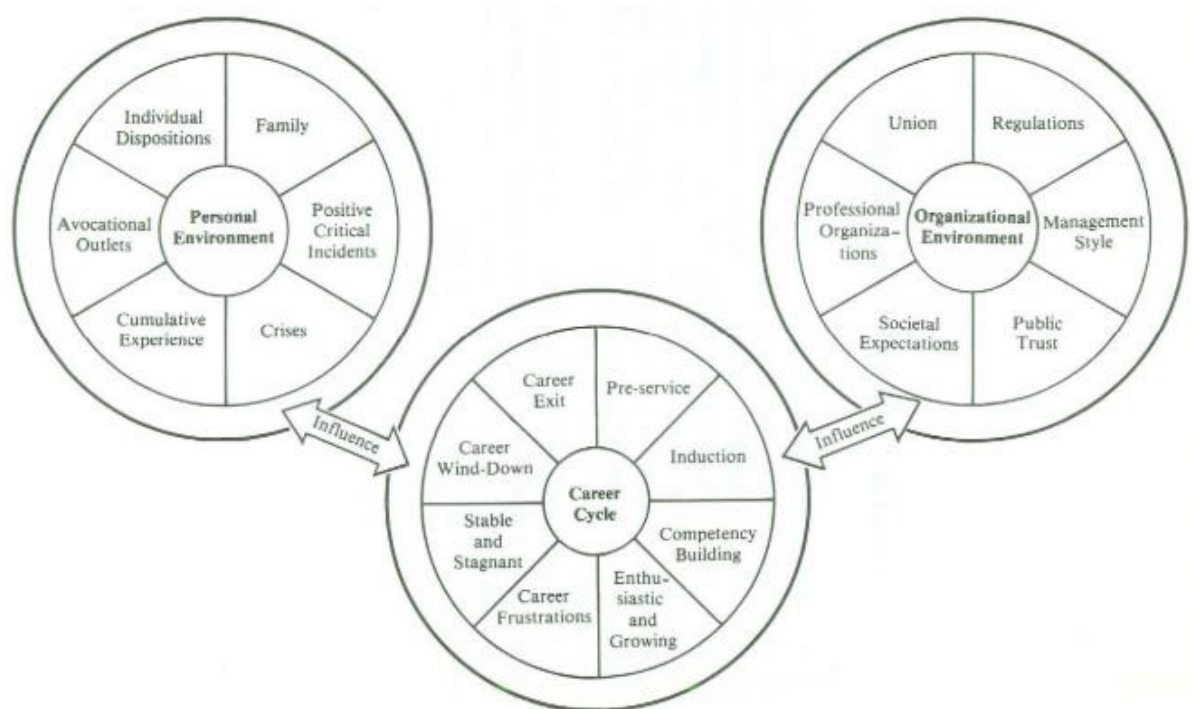 Individual
Dispositions
Family
Positive
Critical
Incidents
Crises
Cumulative
Experience
Avocational
Outlets
Personal
Environment
Union
Regulations
Management
Style
Public
Trust
Societal
Expectations
Professional
Organiza-
tions
Organizational
Environment
Influence
Influence
Career
Exit
Pre-service
Induction
Competency
Building
Enthu-
siastic
and
Growing
Career
Frustrations
Stable
and
Stagnant
Career
Wind-Down
Career
Cycle